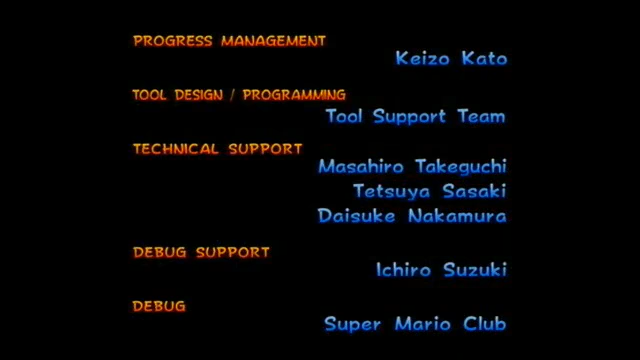 PROGRESS MANAGEMENT
Keizo Kato
TOOL DESIGN / PROGRAMMING
Tool Support Team
TECHNICAL SUPPORT
Masahiro Takeguchi
Tetsuya Sasaki
Daisuke Nakamura
DEBUG SUPPORT
Ichiro Suzuki
DEBUG
Super Mario Club